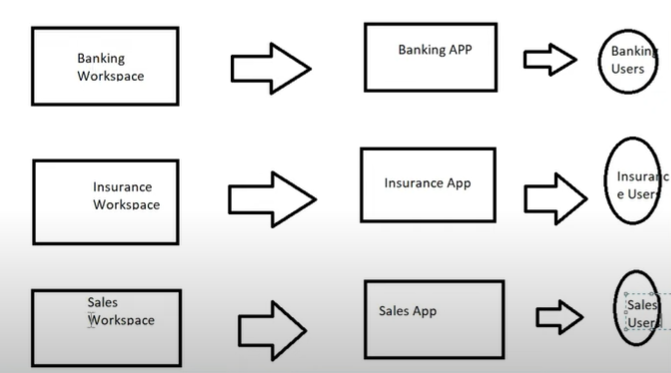 Banking
Workspace
Banking APP
Banking
Users
Insurance
Workspace
Insurance App
Insuranc
e Users
Sales
Workspace
Sales App
Sales
Users